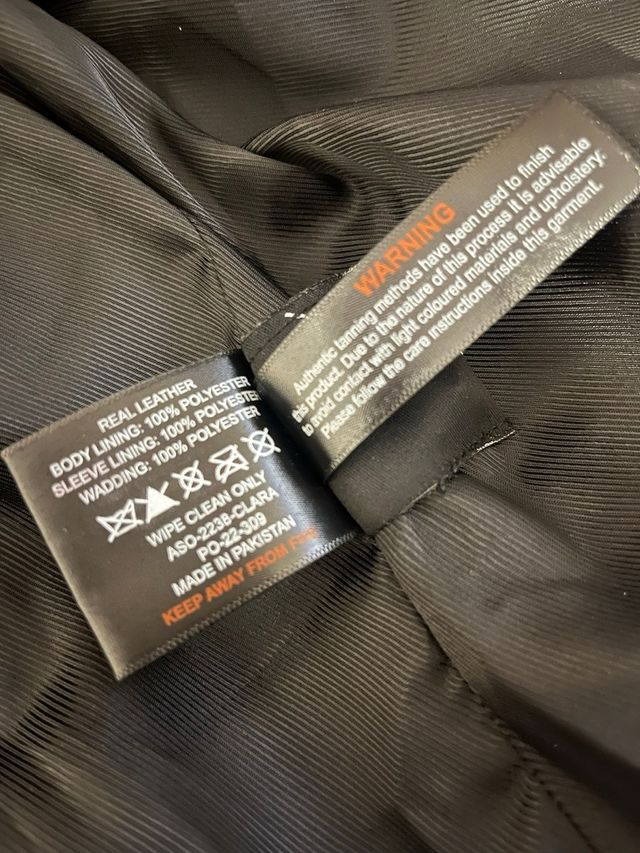 REAL LEATHER
BODY LINING: 100% POLYESTER
SLEEVE LINING: 100% POLYESTER
WADDING: 100% POLYESTER
WIPE CLEAN ONLY
ASO-2238-CLARA
PO-22-309
MADE IN PAKISTAN
KEEP AWAY FROM
WARNING
Authentic tanning methods have been used to finish
this product. Due to the nature of this process it is advisable
to avoid contact with light coloured materials and upholstery.
Please follow the care instructions inside this garment.